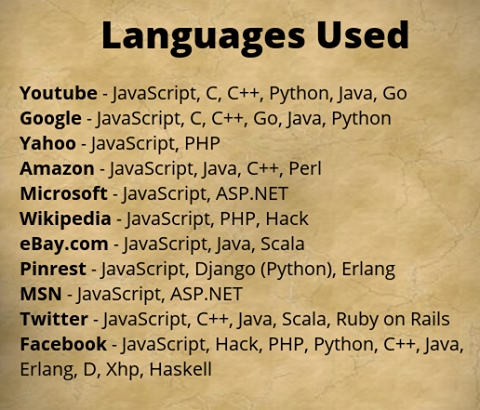 Languages Used
Youtube - JavaScript, C, C++, Python, Java, Go
Google - JavaScript, C, C++, Go, Java, Python
Yahoo - JavaScript, PHP
Amazon - JavaScript, Java, C++, Perl
Microsoft - JavaScript, ASP.NET
Wikipedia - JavaScript, PHP, Hack
eBay.com - JavaScript, Java, Scala
Pinrest - JavaScript, Django (Python), Erlang
MSN - JavaScript, ASP.NET
Twitter - JavaScript, C++, Java, Scala, Ruby on Rails
Facebook - JavaScript, Hack, PHP, Python, C++, Java,
Erlang, D, Xhp, Haskell